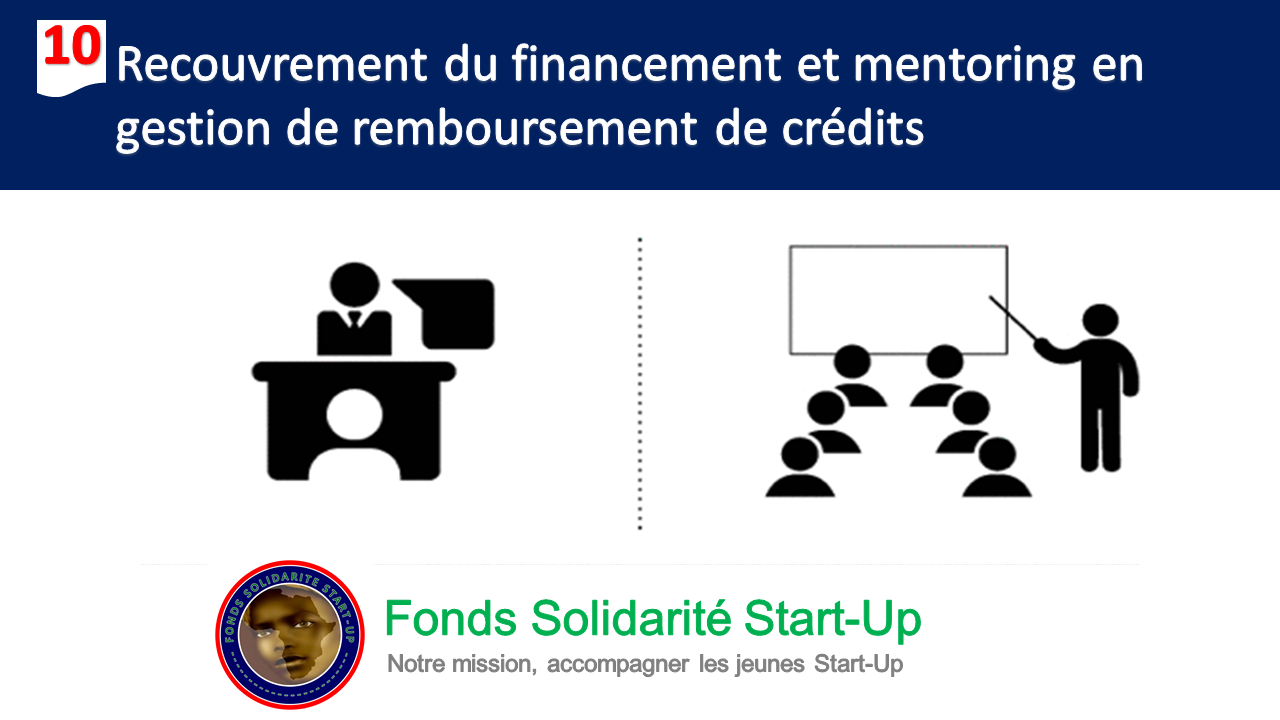 10
Recouvrement du financement et mentoring en
gestion de remboursement de crédits
FONDS SOLIDARITE START-UP
Fonds Solidarité Start-Up
Notre mission, accompagner les jeunes Start-Up